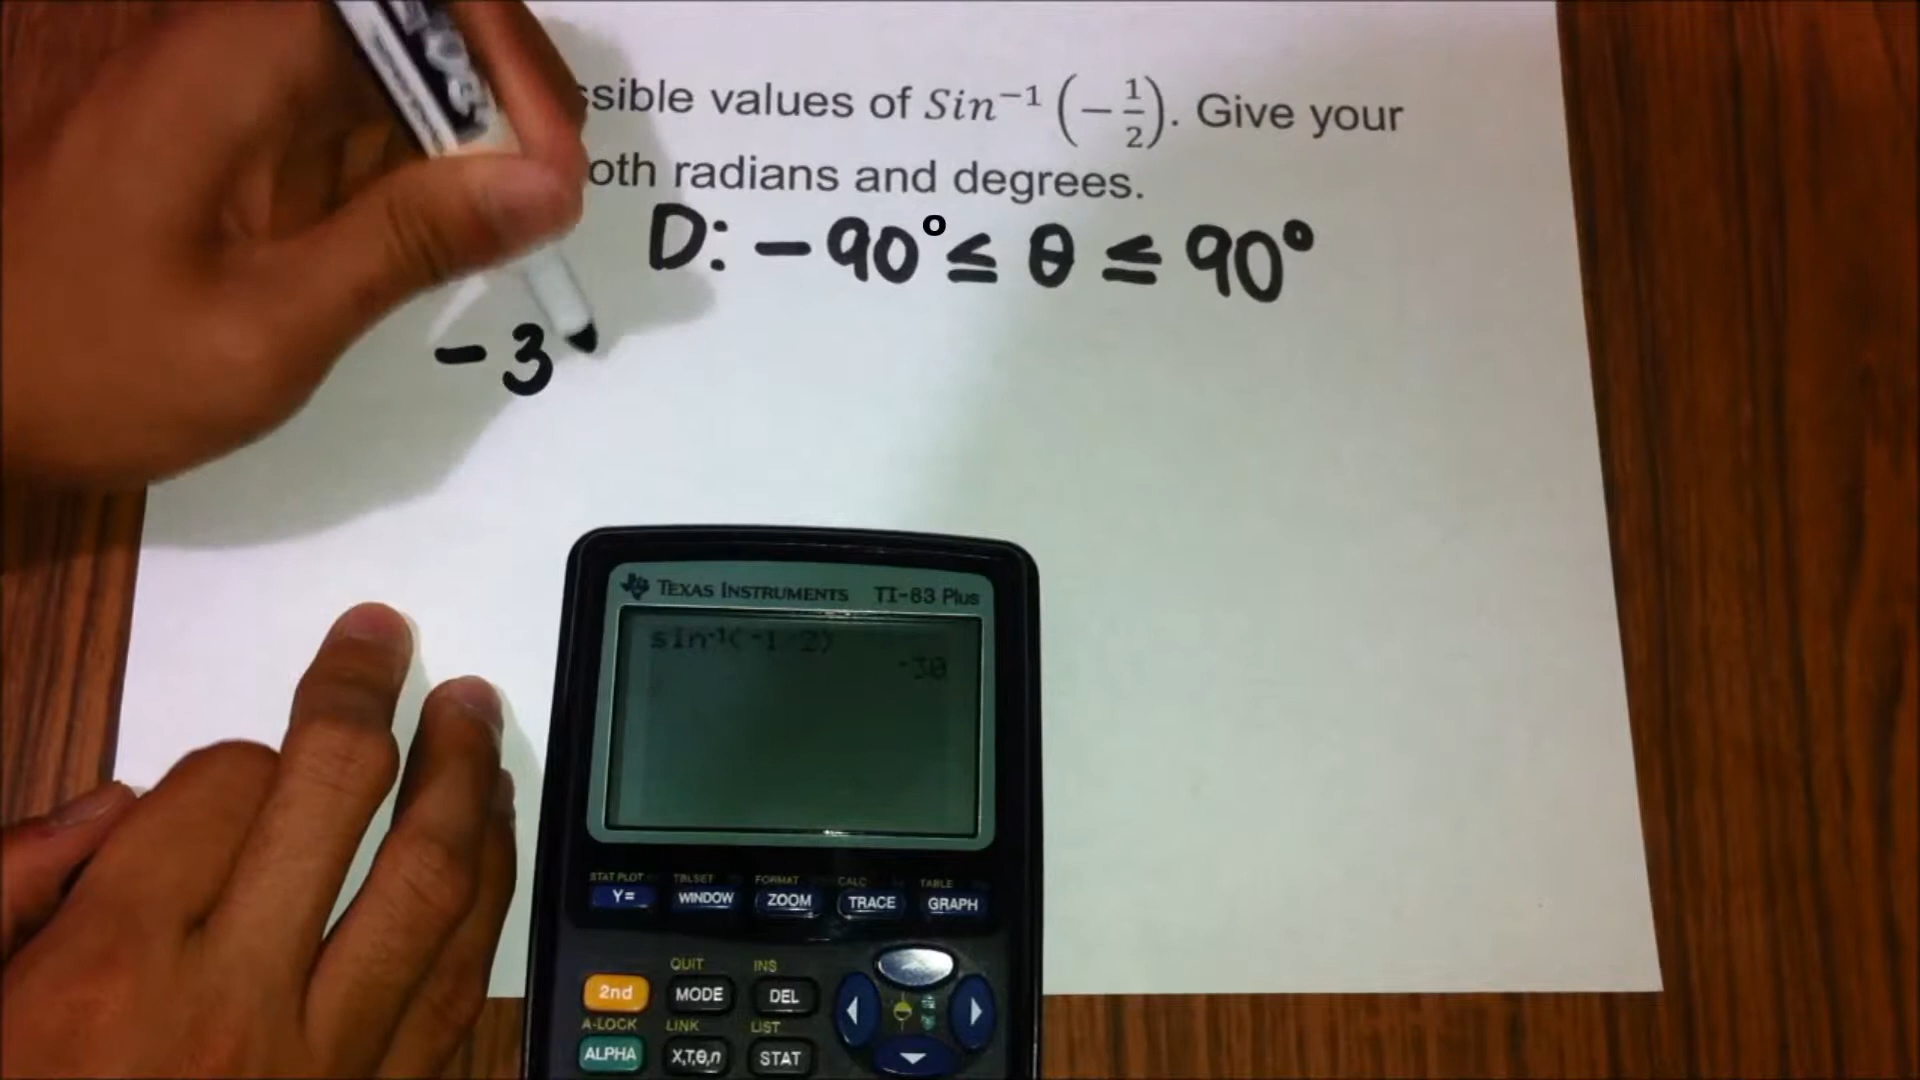 ssible values of Sin⁻¹ (−1/2). Give your
oth radians and degrees.
D: −90° ≤ θ ≤ 90°
−3
TEXAS INSTRUMENTS TI-83 Plus
sin⁻¹(-1/2)
-30
STAT PLOT TBLSET FORMAT CALC TABLE
Y= WINDOW ZOOM TRACE GRAPH
QUIT INS
2nd MODE DEL
A-LOCK LINK LIST
ALPHA X,T,θ,n STAT